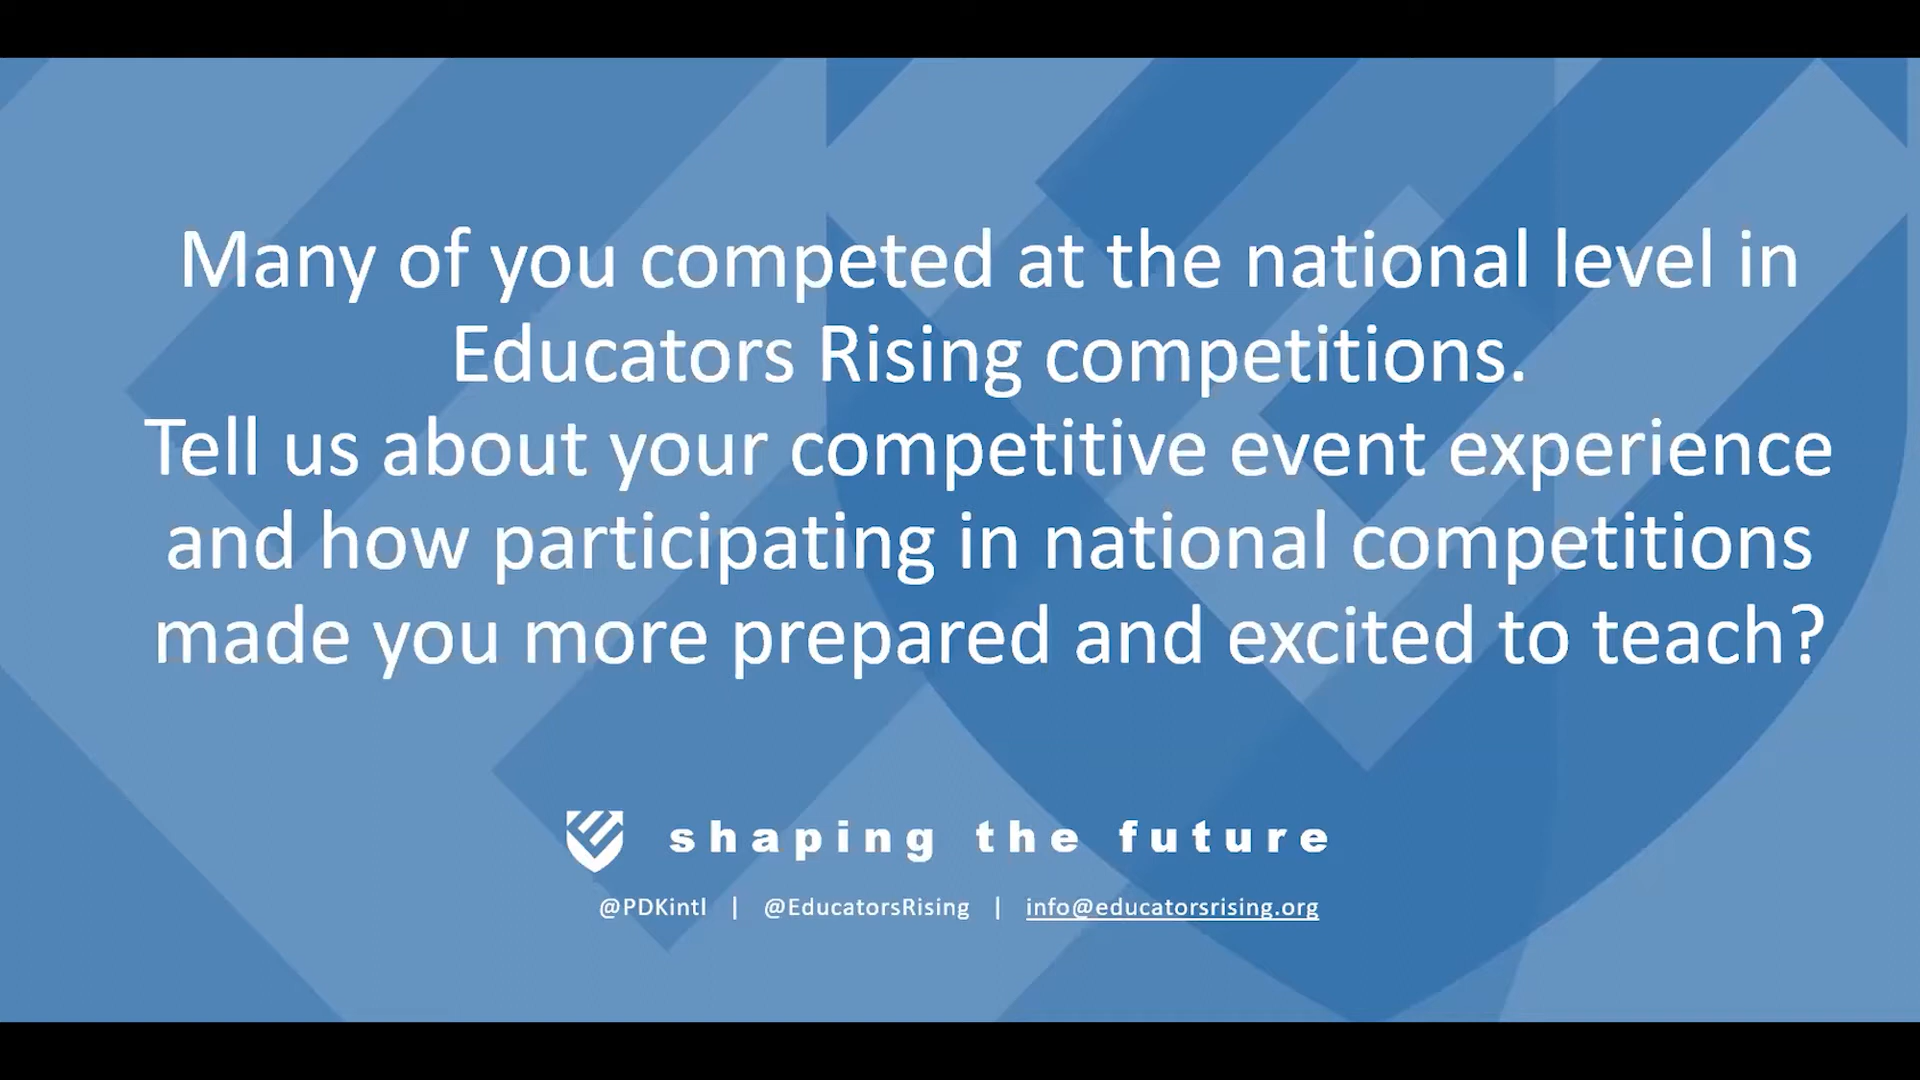 Many of you competed at the national level in
Educators Rising competitions.
Tell us about your competitive event experience
and how participating in national competitions
made you more prepared and excited to teach?
shaping the future
@PDKintl | @EducatorsRising | info@educatorsrising.org